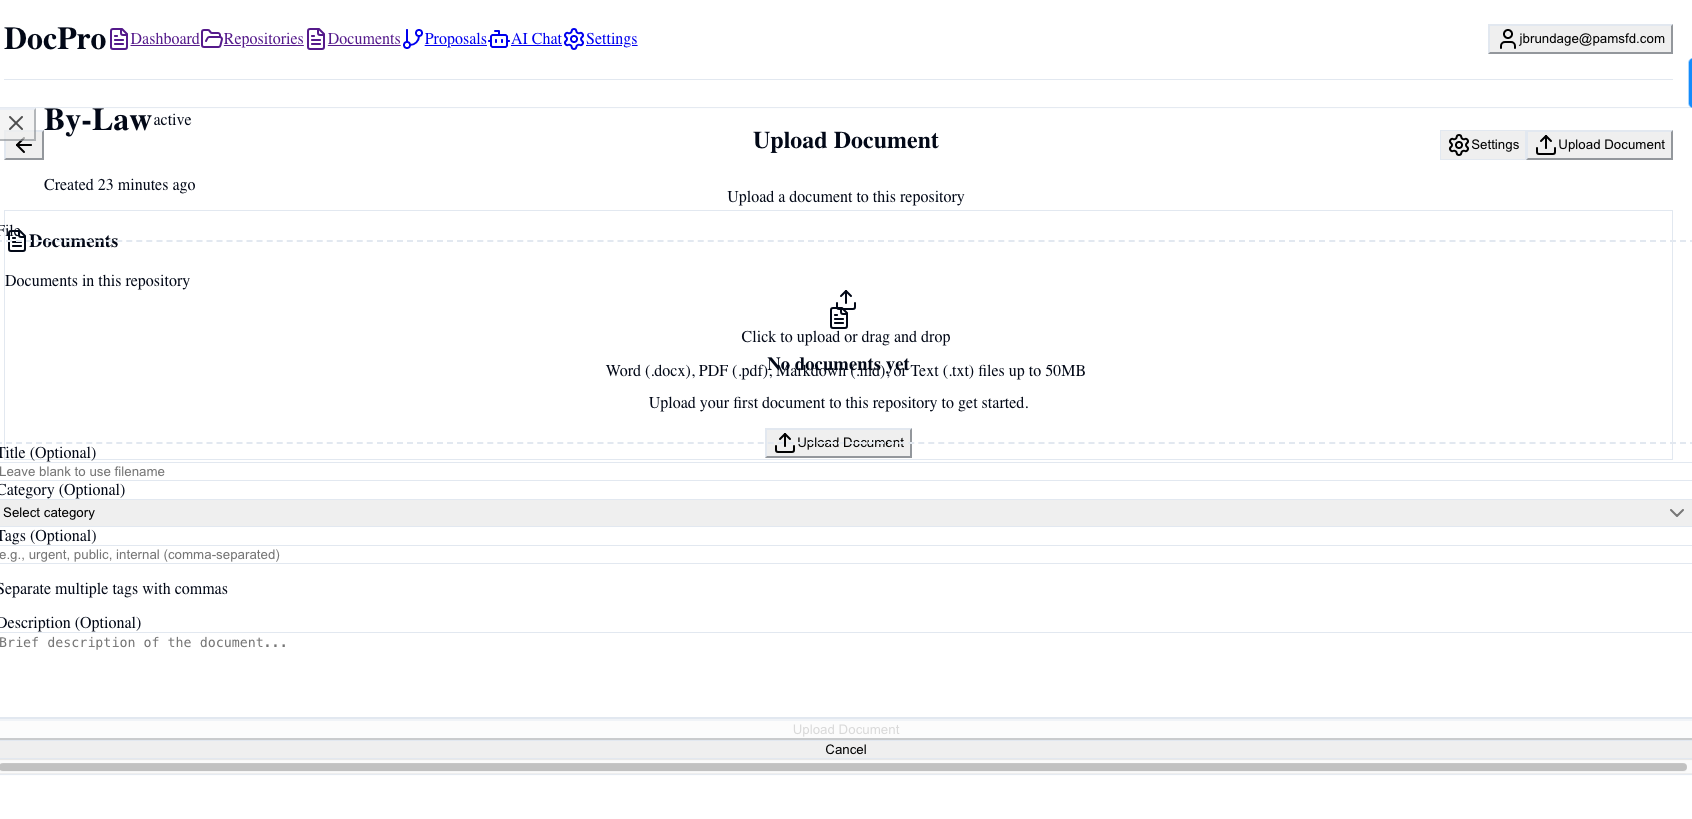 DocPro Dashboard Repositories Documents Proposals AI Chat Settings jbrundage@pamsfd.com
By-Law active
Upload Document
Settings Upload Document
Created 23 minutes ago
Upload a document to this repository
File
Documents
Documents in this repository
Click to upload or drag and drop
No documents yet
Word (.docx), PDF (.pdf), Markdown (.md), or Text (.txt) files up to 50MB
Upload your first document to this repository to get started.
Upload Document
Title (Optional)
Leave blank to use filename
Category (Optional)
Select category
Tags (Optional)
e.g., urgent, public, internal (comma-separated)
Separate multiple tags with commas
Description (Optional)
Brief description of the document...
Upload Document
Cancel